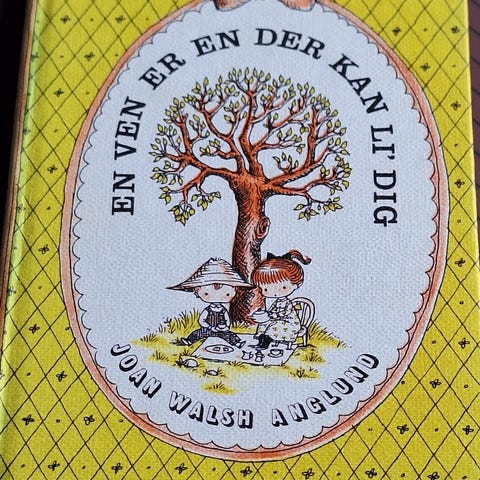 EN VEN ER EN DER KAN LI' DIG
JOAN WALSH ANGLUND